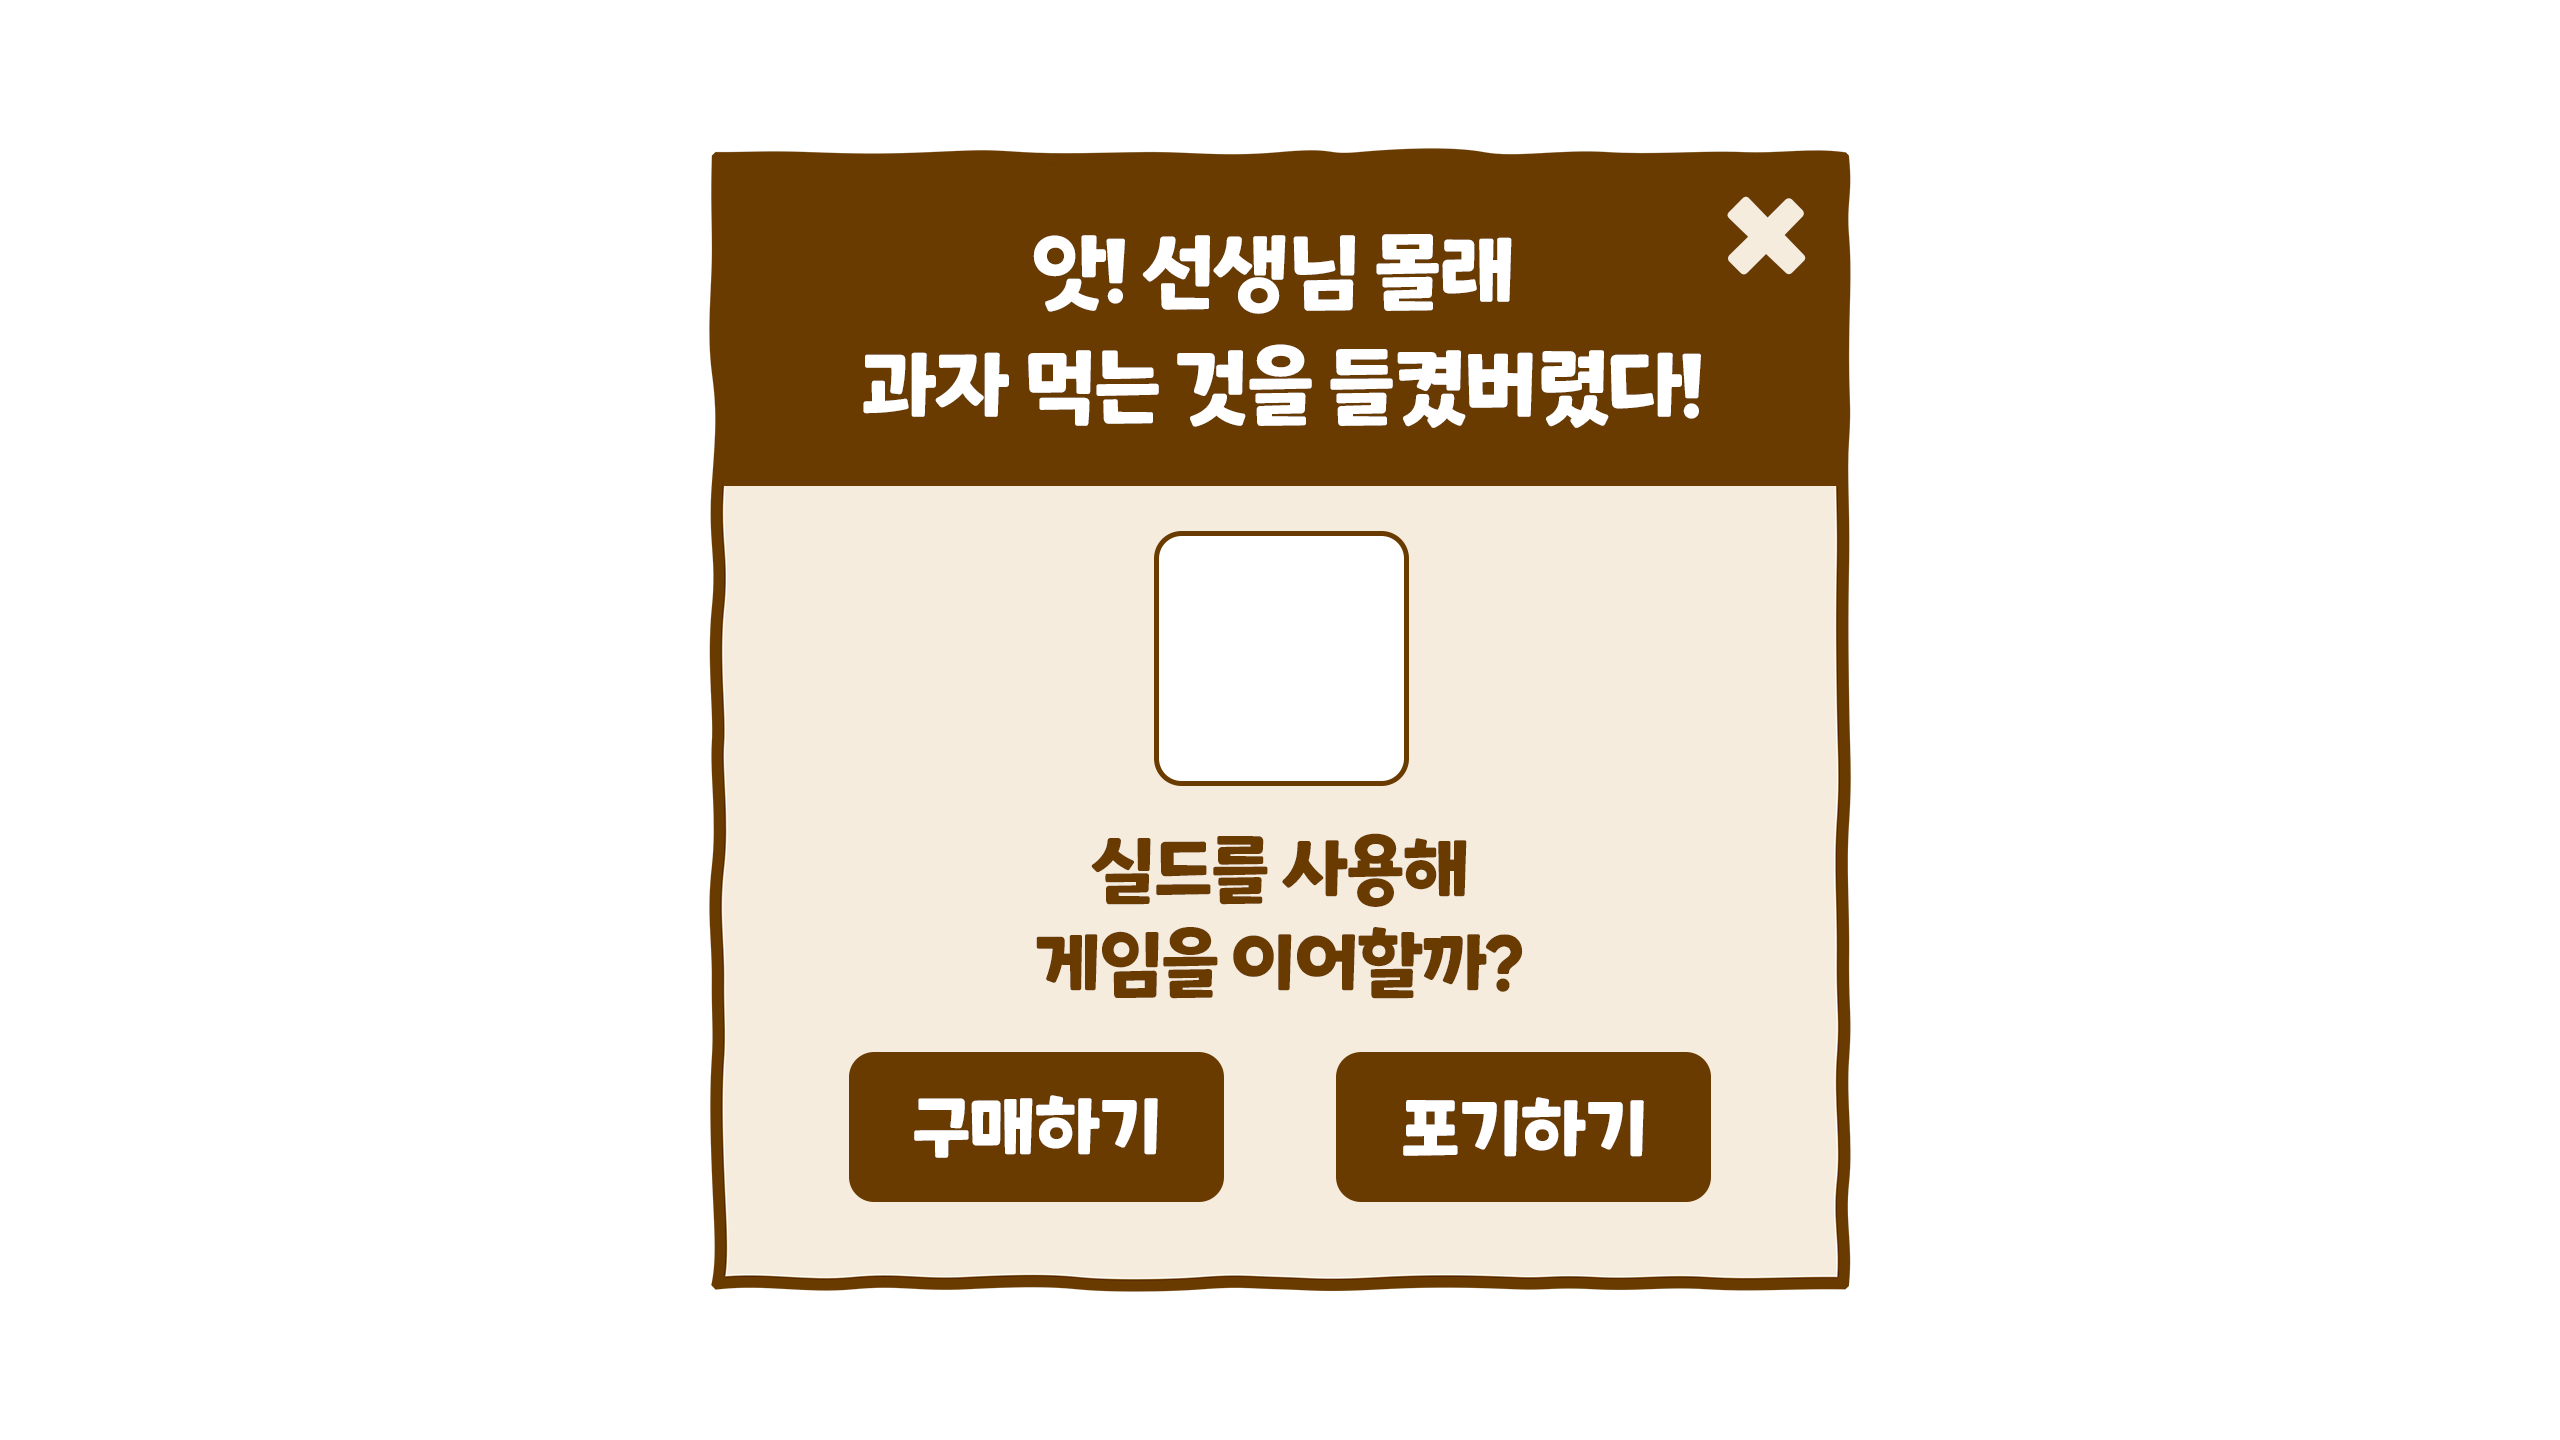 앗! 선생님 몰래
과자 먹는 것을 들켰버렸다!
실드를 사용해
게임을 이어할까?
구매하기
포기하기